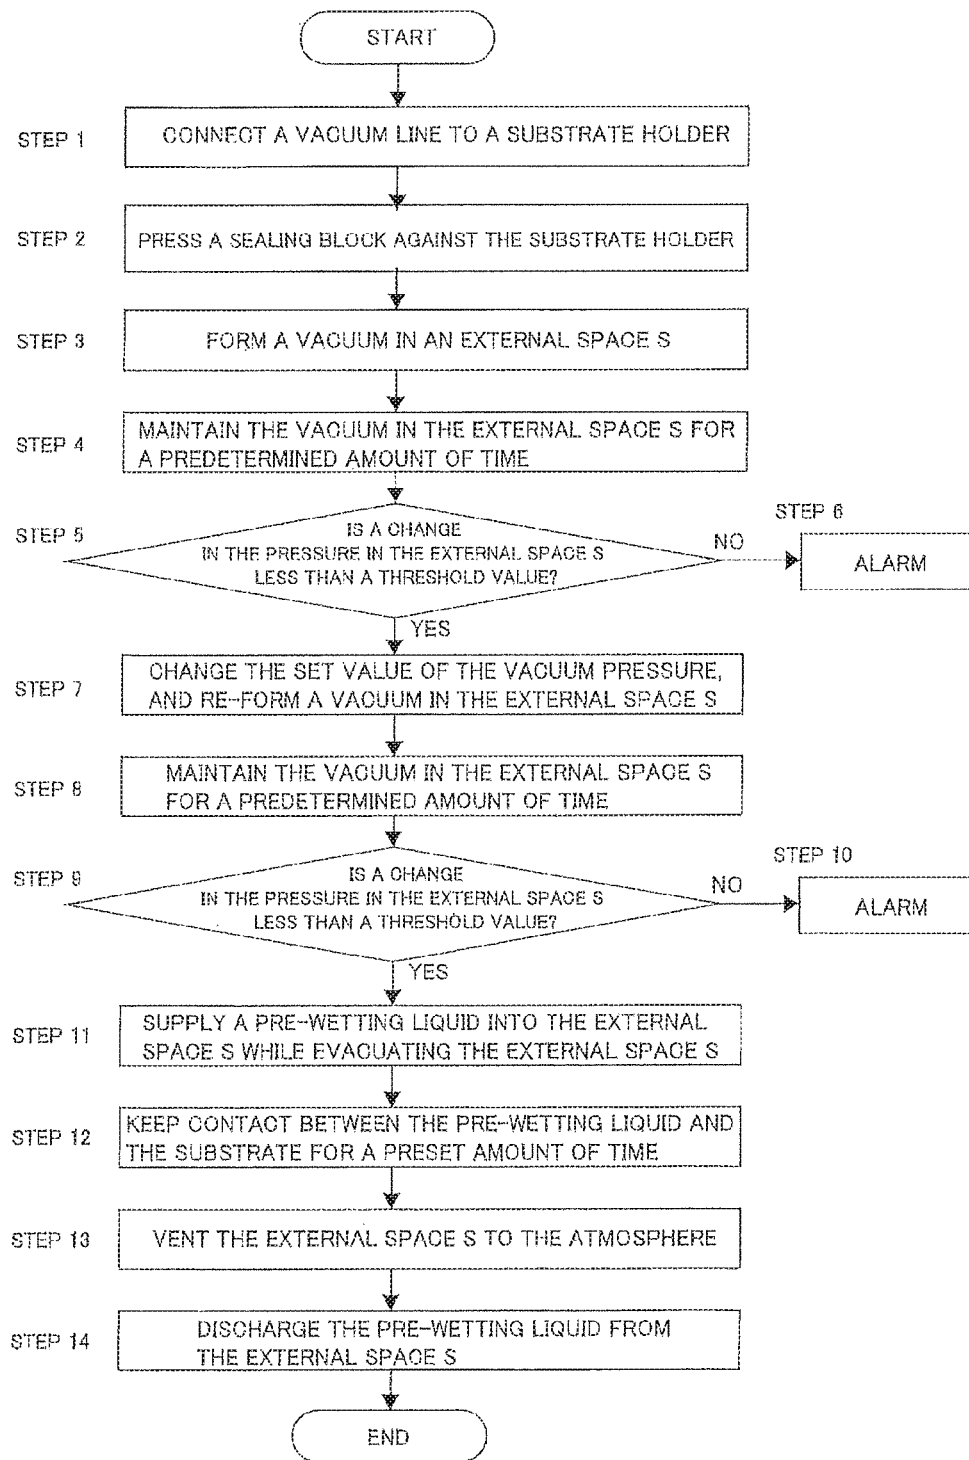 START
STEP 1
CONNECT A VACUUM LINE TO A SUBSTRATE HOLDER
STEP 2
PRESS A SEALING BLOCK AGAINST THE SUBSTRATE HOLDER
STEP 3
FORM A VACUUM IN AN EXTERNAL SPACE S
STEP 4
MAINTAIN THE VACUUM IN THE EXTERNAL SPACE S FOR
A PREDETERMINED AMOUNT OF TIME
STEP 5
IS A CHANGE
IN THE PRESSURE IN THE EXTERNAL SPACE S
LESS THAN A THRESHOLD VALUE?
NO
STEP 6
ALARM
YES
STEP 7
CHANGE THE SET VALUE OF THE VACUUM PRESSURE,
AND RE-FORM A VACUUM IN THE EXTERNAL SPACE S
STEP 8
MAINTAIN THE VACUUM IN THE EXTERNAL SPACE S
FOR A PREDETERMINED AMOUNT OF TIME
STEP 9
IS A CHANGE
IN THE PRESSURE IN THE EXTERNAL SPACE S
LESS THAN A THRESHOLD VALUE?
NO
STEP 10
ALARM
YES
STEP 11
SUPPLY A PRE-WETTING LIQUID INTO THE EXTERNAL
SPACE S WHILE EVACUATING THE EXTERNAL SPACE S
STEP 12
KEEP CONTACT BETWEEN THE PRE-WETTING LIQUID AND
THE SUBSTRATE FOR A PRESET AMOUNT OF TIME
STEP 13
VENT THE EXTERNAL SPACE S TO THE ATMOSPHERE
STEP 14
DISCHARGE THE PRE-WETTING LIQUID FROM
THE EXTERNAL SPACE S
END